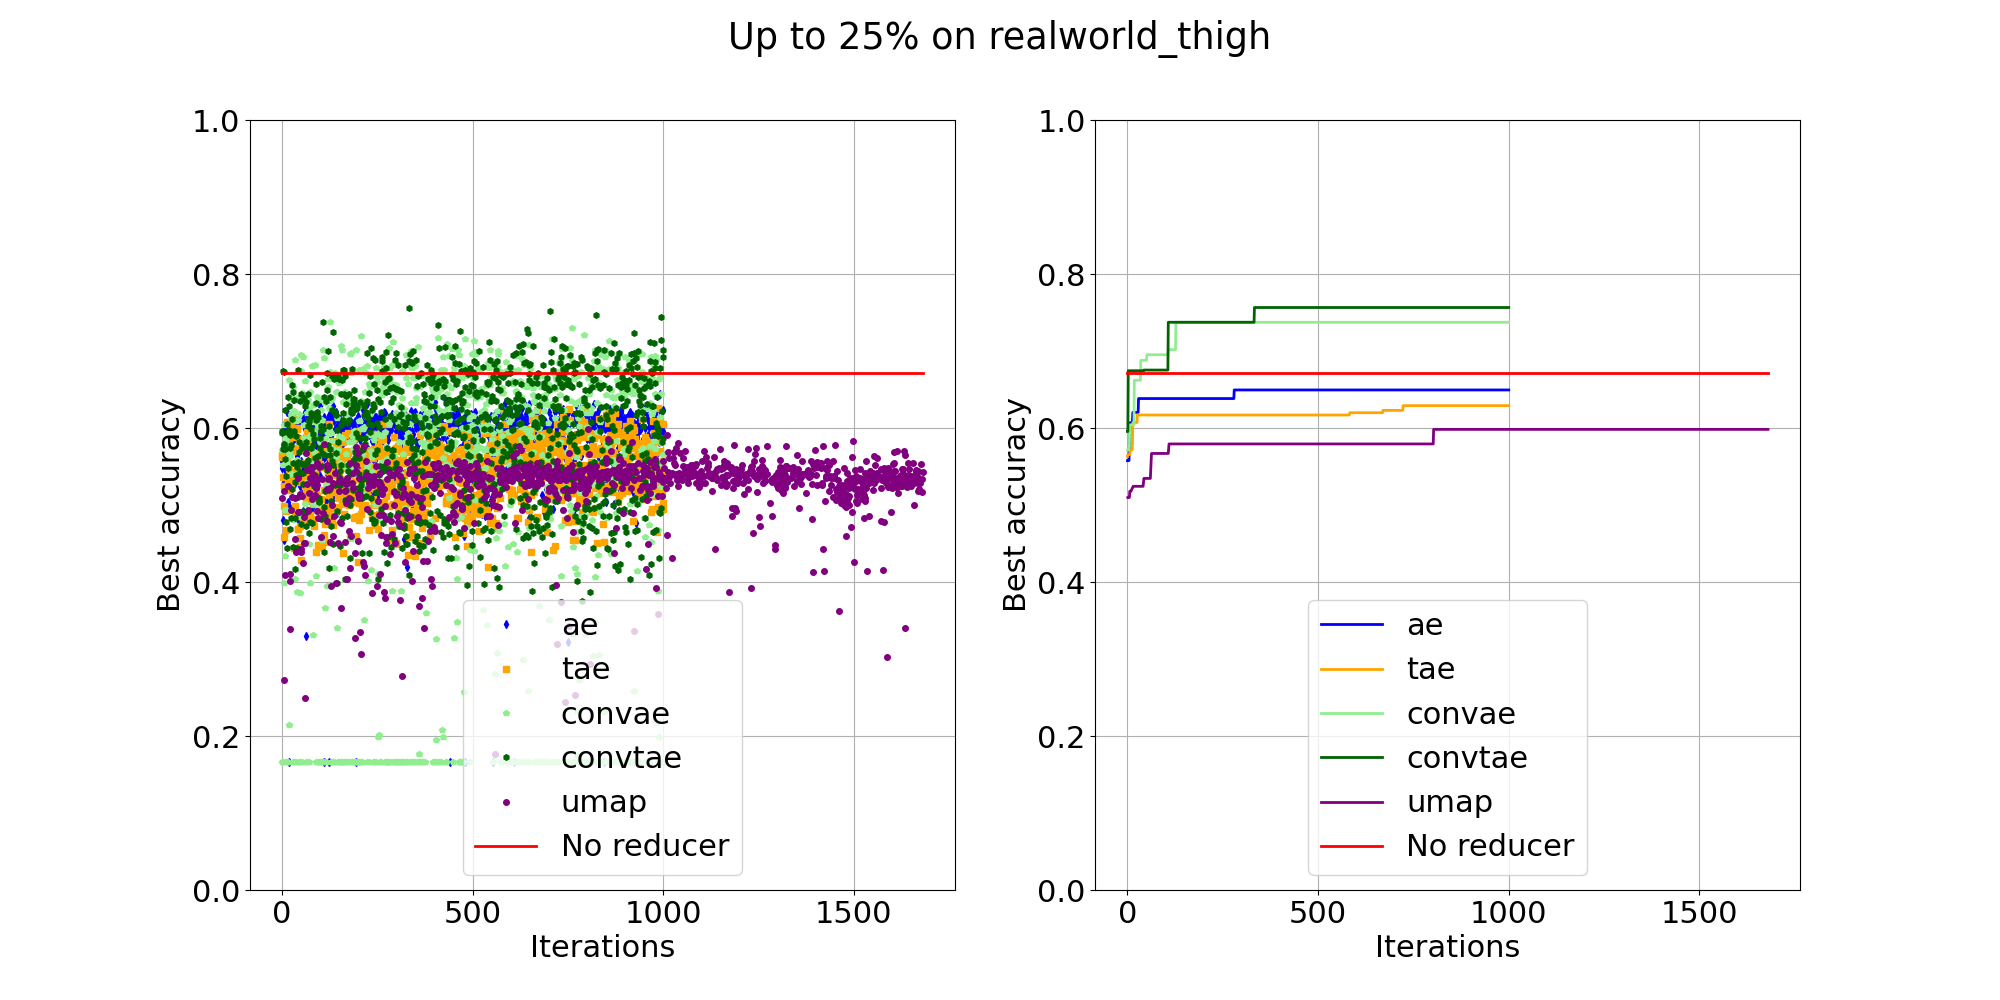 Up to 25% on realworld_thigh
1.0
0.8
0.6
0.4
0.2
0.0
Best accuracy
0 500 1000 1500
Iterations
ae
tae
convae
convtae
umap
No reducer
1.0
0.8
0.6
0.4
0.2
0.0
Best accuracy
0 500 1000 1500
Iterations
ae
tae
convae
convtae
umap
No reducer